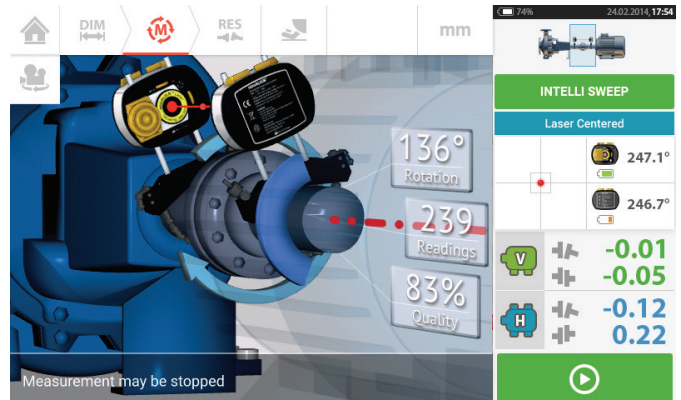 74%
24.02.2014, 17:54
DIM
M
RES
mm
INTELLI SWEEP
Laser Centered
136°
Rotation
239
Readings
83%
Quality
247.1°
246.7°
V
-0.01
-0.05
H
-0.12
0.22
Measurement may be stopped